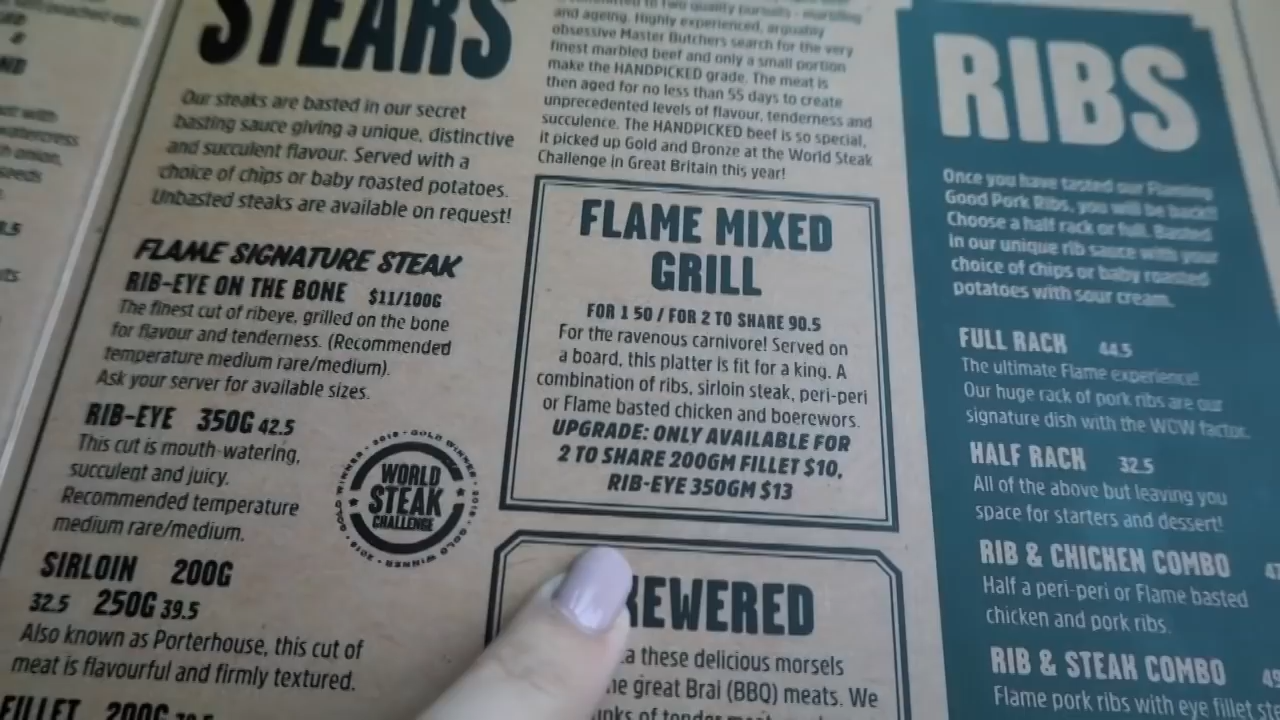 STEAKS
Our steaks are basted in our secret
basting sauce giving a unique, distinctive
and succulent flavour. Served with a
choice of chips or baby roasted potatoes.
Unbasted steaks are available on request!
FLAME SIGNATURE STEAK
RIB-EYE ON THE BONE $11/100G
The finest cut of ribeye, grilled on the bone
for flavour and tenderness. (Recommended
temperature medium rare/medium).
Ask your server for available sizes.
RIB-EYE 350G 42.5
This cut is mouth-watering,
succulent and juicy.
Recommended temperature
medium rare/medium.
WORLD
STEAK
CHALLENGE
GOLD WINNER
SIRLOIN 200G
32.5 250G 39.5
Also known as Porterhouse, this cut of
meat is flavourful and firmly textured.
FILLET 200G
to two quality pursuits - marbling
and ageing. Highly experienced, arguably
obsessive Master Butchers search for the very
finest marbled beef and only a small portion
make the HANDPICKED grade. The meat is
then aged for no less than 55 days to create
unprecedented levels of flavour, tenderness and
succulence. The HANDPICKED beef is so special,
it picked up Gold and Bronze at the World Steak
Challenge in Great Britain this year!
FLAME MIXED
GRILL
FOR 1 50 / FOR 2 TO SHARE 90.5
For the ravenous carnivore! Served on
a board, this platter is fit for a king. A
combination of ribs, sirloin steak, peri-peri
or Flame basted chicken and boerewors.
UPGRADE: ONLY AVAILABLE FOR
2 TO SHARE 200GM FILLET $10,
RIB-EYE 350GM $13
KEWERED
a these delicious morsels
he great Brai (BBQ) meats. We
RIBS
Once you have tasted our Flaming
Good Pork Ribs, you will be back!!
Choose a half rack or full. Basted
in our unique rib sauce with your
choice of chips or baby roasted
potatoes with sour cream.
FULL RACK 44.5
The ultimate Flame experience!
Our huge rack of pork ribs are our
signature dish with the WOW factor.
HALF RACK 32.5
All of the above but leaving you
space for starters and dessert!
RIB & CHICKEN COMBO
Half a peri-peri or Flame basted
chicken and pork ribs.
RIB & STEAK COMBO
Flame pork ribs with eye fillet